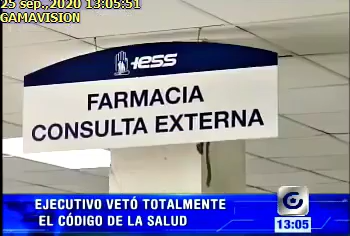 25 sep.,2020 13:05:51
GAMAVISION
IESS
FARMACIA
CONSULTA EXTERNA
EJECUTIVO VETÓ TOTALMENTE
EL CÓDIGO DE LA SALUD
13:05